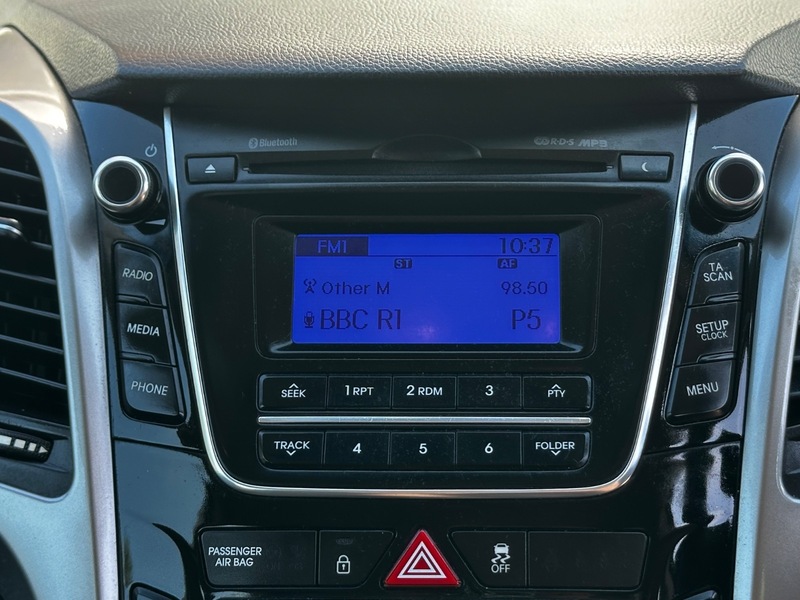 Bluetooth R·D·S MP3
FM1 10:37
ST AF
Other M 98.50
BBC R1 P5
RADIO
MEDIA
PHONE
TA
SCAN
SETUP
CLOCK
MENU
SEEK 1 RPT 2 RDM 3 PTY
TRACK 4 5 6 FOLDER
PASSENGER
AIR BAG
OFF